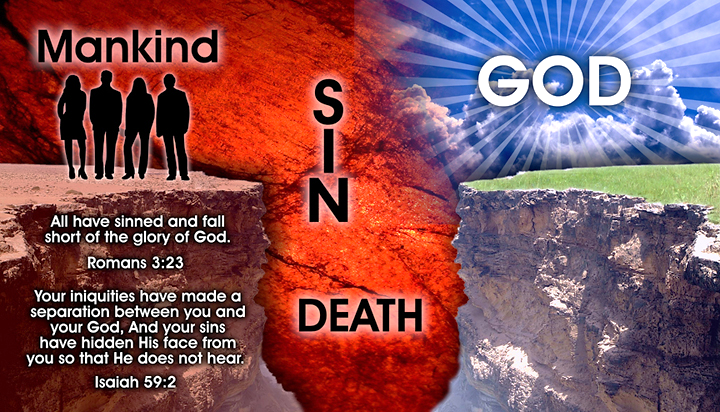 Mankind
All have sinned and fall
short of the glory of God.
Romans 3:23
Your iniquities have made a
separation between you and
your God, And your sins
have hidden His face from
you so that He does not hear.
Isaiah 59:2
SIN
DEATH
GOD